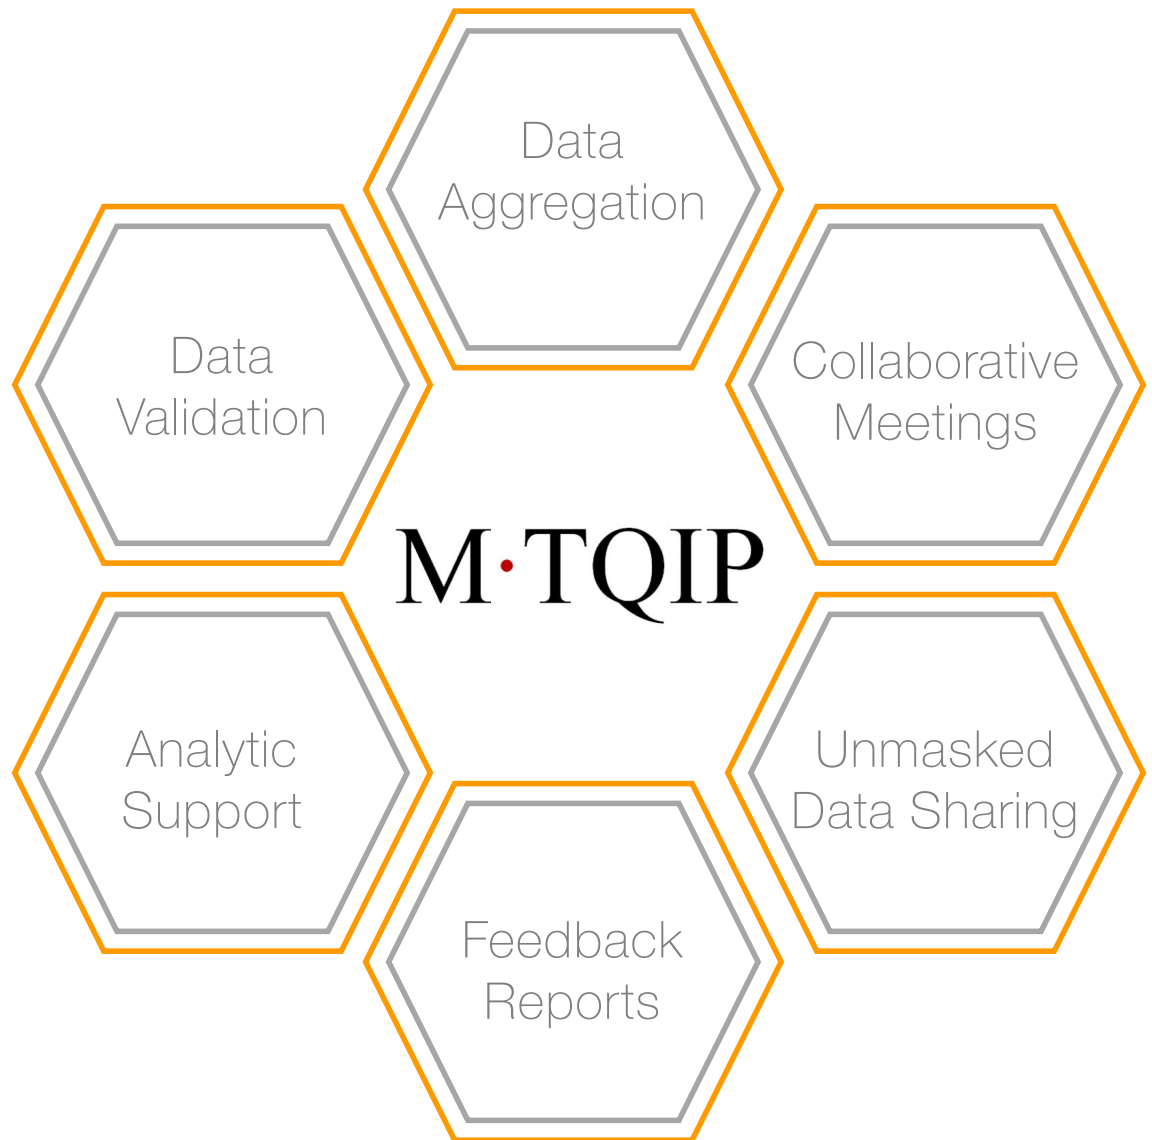 Data
Aggregation
Data
Validation
Collaborative
Meetings
M·TQIP
Analytic
Support
Unmasked
Data Sharing
Feedback
Reports